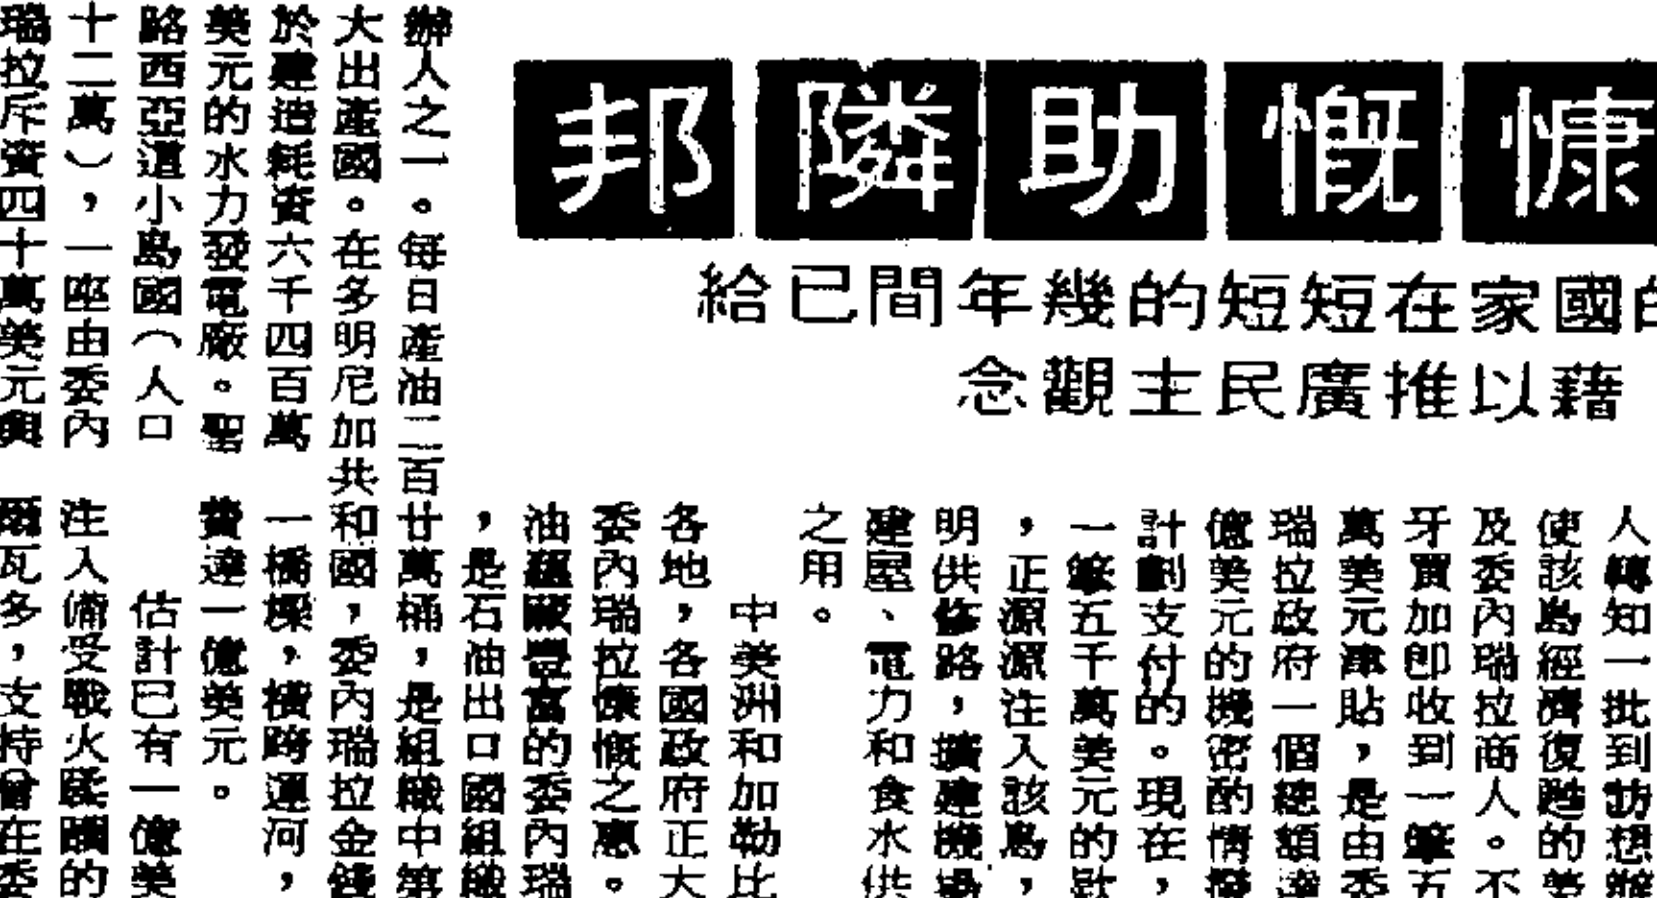 慷慨助隣邦
的國家在短短的幾年間已給
藉以推廣民主觀念
人轉知一批到訪想辦
使該島經濟復甦的美
及委內瑞拉商人。不
牙買加卽收到一筆五
萬美元津貼,是由委
瑞拉政府一個總額達
億美元的機密酌情撥
計劃支付的。現在,
一筆五千萬美元的款
,正源源注入該島,
明供修路,擴建機場
建屋、電力和食水供
之用。
中美洲和加勒比
各地,各國政府正大
委內瑞拉慷慨之惠。
油蘊藏豐富的委內瑞
,是石油出口國組織
辦人之一。每日產油二百廿萬桶,是組織中第
大出產國。在多明尼加共和國,委內瑞拉金錢
於建造耗資六千四百萬
一橋樑,橫跨運河,
美元的水力發電廠。聖
費達一億美元。
路西亞這小島國(人口
估計已有一億美
十二萬),一座由委內
注入備受戰火蹂躪的
瑞拉斥資四十萬美元興
爾瓦多,支持曾在委